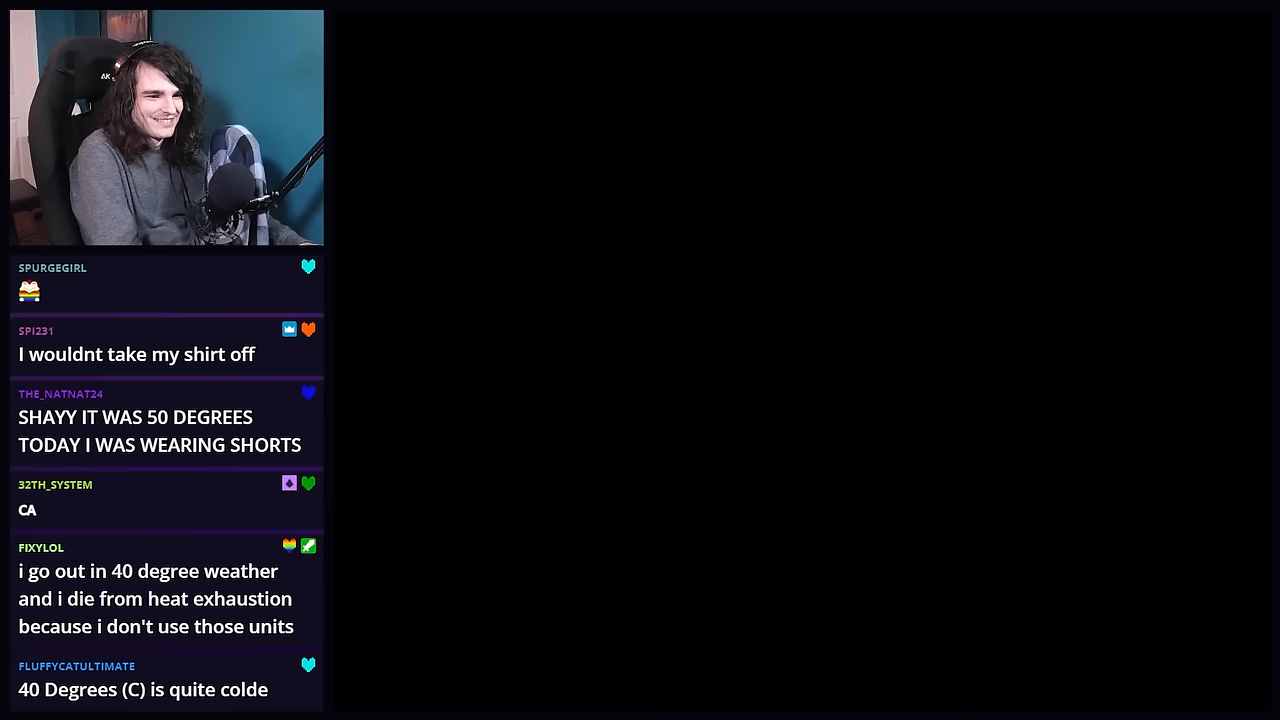 AK
SPURGEGIRL
SPI231
I wouldnt take my shirt off
THE_NATNAT24
SHAYY IT WAS 50 DEGREES
TODAY I WAS WEARING SHORTS
32TH_SYSTEM
CA
FIXYLOL
i go out in 40 degree weather
and i die from heat exhaustion
because i don't use those units
FLUFFYCATULTIMATE
40 Degrees (C) is quite colde